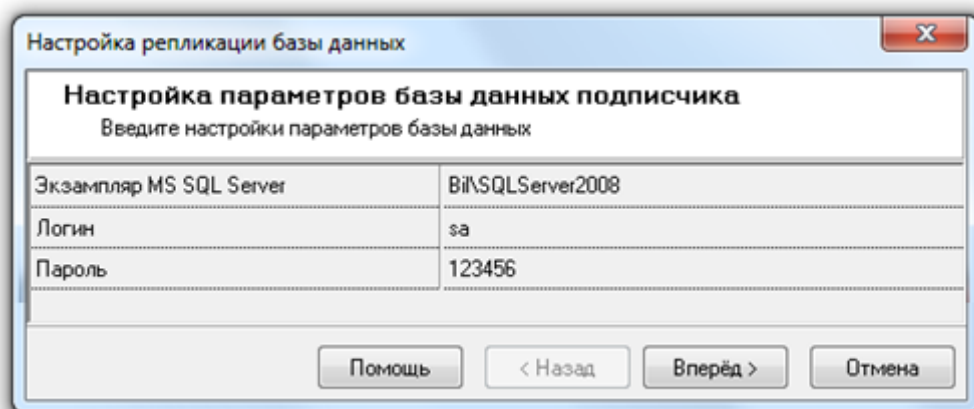 Настройка репликации базы данных
Настройка параметров базы данных подписчика
Введите настройки параметров базы данных
Экзампляр MS SQL Server Bil\SQLServer2008
Логин sa
Пароль 123456
Помощь < Назад Вперёд > Отмена